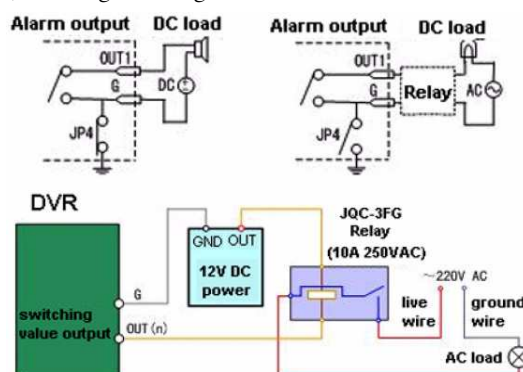 Alarm output
DC load
OUT1
G
DC
JP4
Alarm output
DC load
OUT1
G
Relay
AC
JP4
DVR
GND OUT
12V DC
power
JQC-3FG
Relay
(10A 250VAC)
G
switching
value output
OUT (n)
~220V AC
live
wire
ground
wire
AC load